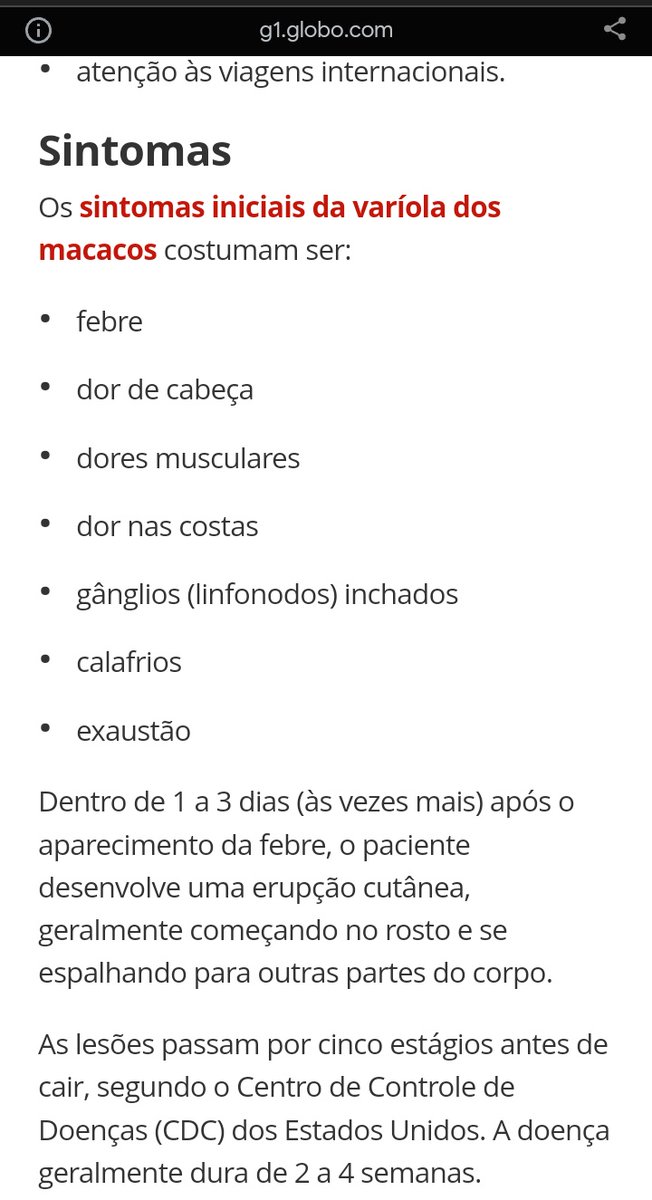 g1.globo.com
• atenção às viagens internacionais.
Sintomas
Os sintomas iniciais da varíola dos
macacos costumam ser:
• febre
• dor de cabeça
• dores musculares
• dor nas costas
• gânglios (linfonodos) inchados
• calafrios
• exaustão
Dentro de 1 a 3 dias (às vezes mais) após o
aparecimento da febre, o paciente
desenvolve uma erupção cutânea,
geralmente começando no rosto e se
espalhando para outras partes do corpo.
As lesões passam por cinco estágios antes de
cair, segundo o Centro de Controle de
Doenças (CDC) dos Estados Unidos. A doença
geralmente dura de 2 a 4 semanas.